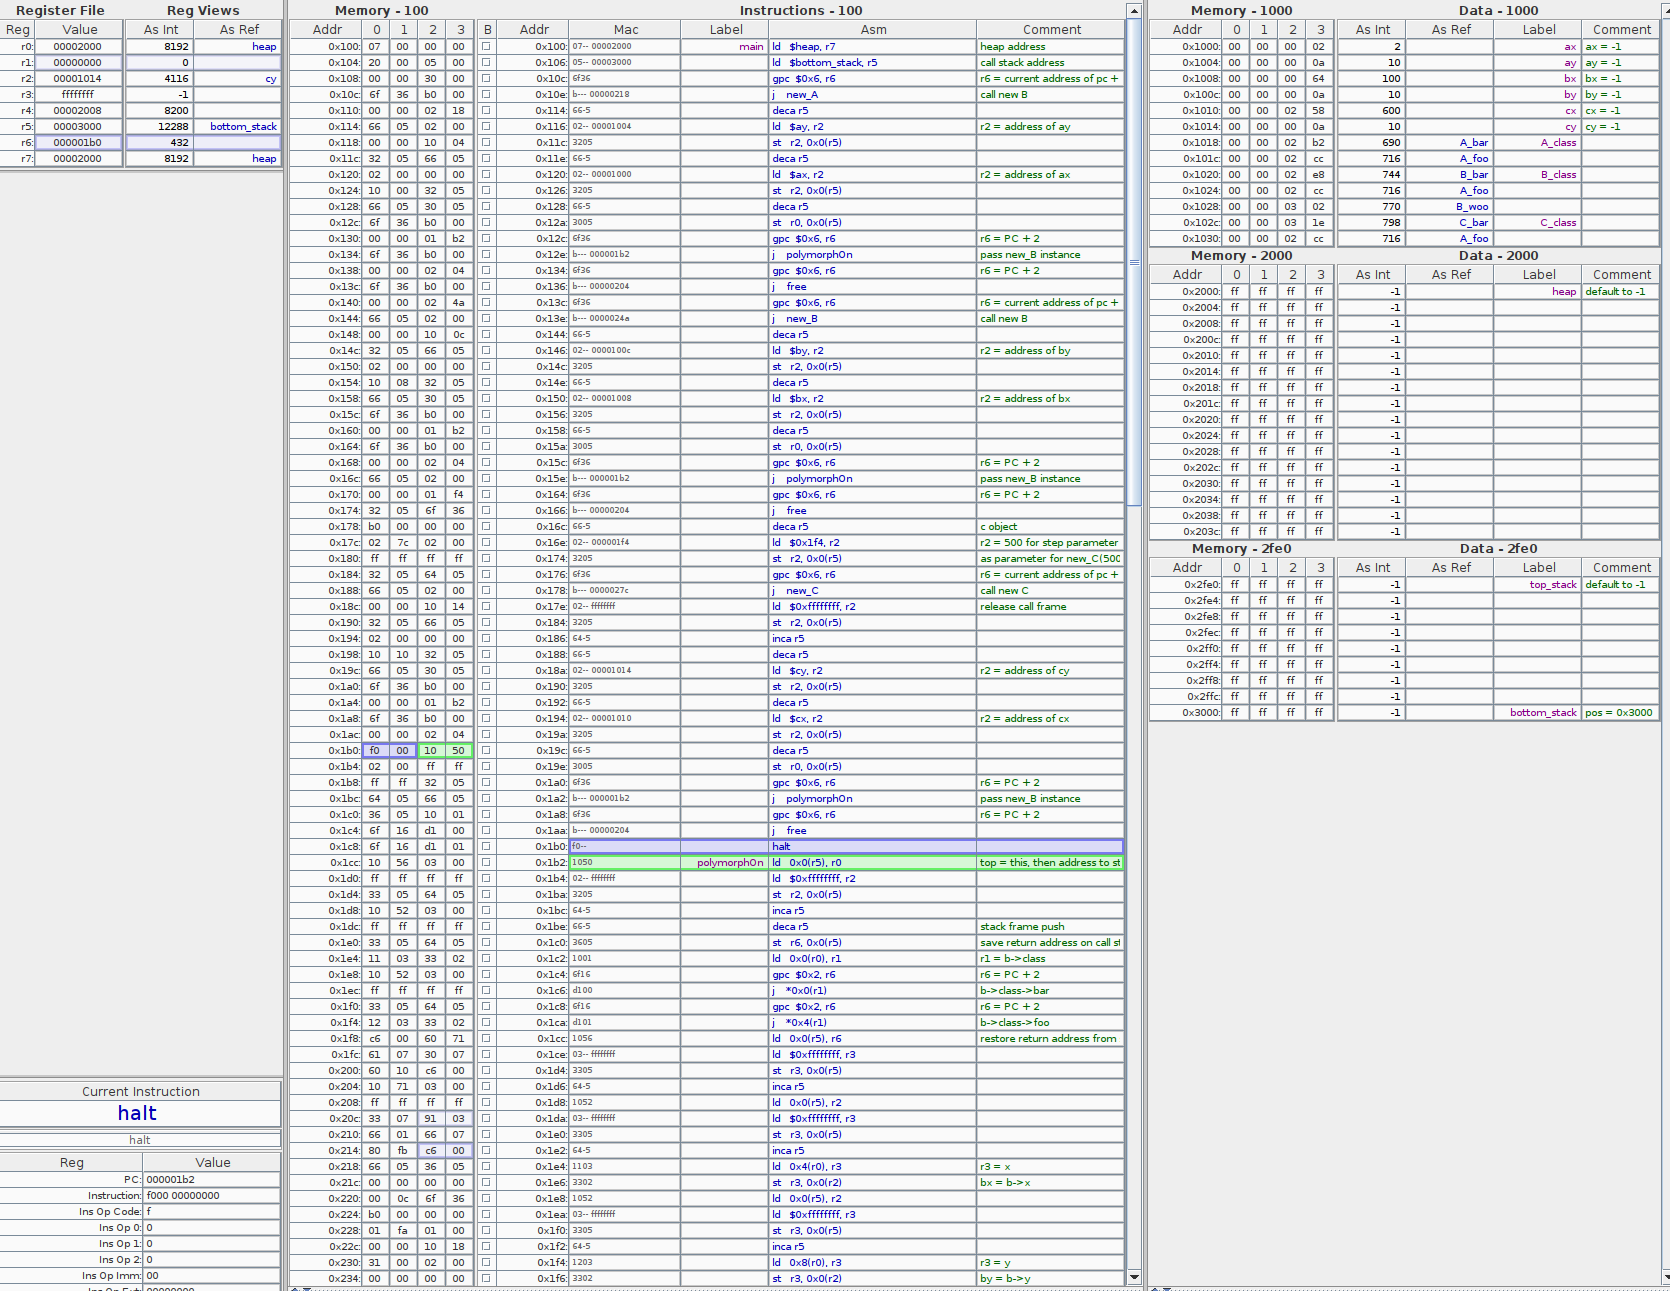 Register File Reg Views
Reg Value As Int As Ref
r0: 00002000 8192 heap
r1: 00000000 0
r2: 00001014 4116 cy
r3: ffffffff -1
r4: 00002008 8200
r5: 00003000 12288 bottom_stack
r6: 000001b0 432
r7: 00002000 8192 heap
Current Instruction
halt
halt
Reg Value
PC: 000001b2
Instruction: f000 00000000
Ins Op Code: f
Ins Op 0: 0
Ins Op 1: 0
Ins Op 2: 0
Ins Op Imm: 00
Memory - 100
Addr 0 1 2 3
0x100: 07 00 00 00
0x104: 20 00 05 00
0x108: 00 00 30 00
0x10c: 6f 36 b0 00
0x110: 00 00 02 18
0x114: 66 05 02 00
0x118: 00 00 10 04
0x11c: 32 05 66 05
0x120: 02 00 00 00
0x124: 10 00 32 05
0x128: 66 05 30 05
0x12c: 6f 36 b0 00
0x130: 00 00 01 b2
0x134: 6f 36 b0 00
0x138: 00 00 02 04
0x13c: 6f 36 b0 00
0x140: 00 00 02 4a
0x144: 66 05 02 00
0x148: 00 00 10 0c
0x14c: 32 05 66 05
0x150: 02 00 00 00
0x154: 10 08 32 05
0x158: 66 05 30 05
0x15c: 6f 36 b0 00
0x160: 00 00 01 b2
0x164: 6f 36 b0 00
0x168: 00 00 02 04
0x16c: 66 05 02 00
0x170: 00 00 01 f4
0x174: 32 05 6f 36
0x178: b0 00 00 00
0x17c: 02 7c 02 00
0x180: ff ff ff ff
0x184: 32 05 64 05
0x188: 66 05 02 00
0x18c: 00 00 10 14
0x190: 32 05 66 05
0x194: 02 00 00 00
0x198: 10 10 32 05
0x19c: 66 05 30 05
0x1a0: 6f 36 b0 00
0x1a4: 00 00 01 b2
0x1a8: 6f 36 b0 00
0x1ac: 00 00 02 04
0x1b0: f0 00 10 50
0x1b4: 02 00 ff ff
0x1b8: ff ff 32 05
0x1bc: 64 05 66 05
0x1c0: 36 05 10 01
0x1c4: 6f 16 d1 00
0x1c8: 6f 16 d1 01
0x1cc: 10 56 03 00
0x1d0: ff ff ff ff
0x1d4: 33 05 64 05
0x1d8: 10 52 03 00
0x1dc: ff ff ff ff
0x1e0: 33 05 64 05
0x1e4: 11 03 33 02
0x1e8: 10 52 03 00
0x1ec: ff ff ff ff
0x1f0: 33 05 64 05
0x1f4: 12 03 33 02
0x1f8: c6 00 60 71
0x1fc: 61 07 30 07
0x200: 60 10 c6 00
0x204: 10 71 03 00
0x208: ff ff ff ff
0x20c: 33 07 91 03
0x210: 66 01 66 07
0x214: 80 fb c6 00
0x218: 66 05 36 05
0x21c: 00 00 00 00
0x220: 00 0c 6f 36
0x224: b0 00 00 00
0x228: 01 fa 01 00
0x22c: 00 00 10 18
0x230: 31 00 02 00
0x234: 00 00 00 00
Instructions - 100
B Addr Mac Label Asm Comment
0x100: 07-- 00002000 main ld $heap, r7 heap address
0x106: 05-- 00003000 ld $bottom_stack, r5 call stack address
0x10c: 6f36 gpc $0x6, r6 r6 = current address of pc +
0x10e: b--- 00000218 j new_A call new B
0x114: 66-5 deca r5
0x116: 02-- 00001004 ld $ay, r2 r2 = address of ay
0x11c: 3205 st r2, 0x0(r5)
0x11e: 66-5 deca r5
0x120: 02-- 00001000 ld $ax, r2 r2 = address of ax
0x126: 3205 st r2, 0x0(r5)
0x128: 66-5 deca r5
0x12a: 3005 st r0, 0x0(r5)
0x12c: 6f36 gpc $0x6, r6 r6 = PC + 2
0x12e: b--- 000001b2 j polymorphOn pass new_B instance
0x134: 6f36 gpc $0x6, r6 r6 = PC + 2
0x136: b--- 00000204 j free
0x13c: 6f36 gpc $0x6, r6 r6 = current address of pc +
0x13e: b--- 0000024a j new_B call new B
0x144: 66-5 deca r5
0x146: 02-- 0000100c ld $by, r2 r2 = address of by
0x14c: 3205 st r2, 0x0(r5)
0x14e: 66-5 deca r5
0x150: 02-- 00001008 ld $bx, r2 r2 = address of bx
0x156: 3205 st r2, 0x0(r5)
0x158: 66-5 deca r5
0x15a: 3005 st r0, 0x0(r5)
0x15c: 6f36 gpc $0x6, r6 r6 = PC + 2
0x15e: b--- 000001b2 j polymorphOn pass new_B instance
0x164: 6f36 gpc $0x6, r6 r6 = PC + 2
0x166: b--- 00000204 j free
0x16c: 66-5 deca r5 c object
0x16e: 02-- 000001f4 ld $0x1f4, r2 r2 = 500 for step parameter
0x174: 3205 st r2, 0x0(r5) as parameter for new_C(500
0x176: 6f36 gpc $0x6, r6 r6 = current address of pc +
0x178: b--- 0000027c j new_C call new C
0x17e: 02-- ffffffff ld $0xffffffff, r2 release call frame
0x184: 3205 st r2, 0x0(r5)
0x186: 64-5 inca r5
0x188: 66-5 deca r5
0x18a: 02-- 00001014 ld $cy, r2 r2 = address of cy
0x190: 3205 st r2, 0x0(r5)
0x192: 66-5 deca r5
0x194: 02-- 00001010 ld $cx, r2 r2 = address of cx
0x19a: 3205 st r2, 0x0(r5)
0x19c: 66-5 deca r5
0x19e: 3005 st r0, 0x0(r5)
0x1a0: 6f36 gpc $0x6, r6 r6 = PC + 2
0x1a2: b--- 000001b2 j polymorphOn pass new_B instance
0x1a8: 6f36 gpc $0x6, r6 r6 = PC + 2
0x1aa: b--- 00000204 j free
0x1b0: f0-- halt
0x1b2: 1050 polymorphOn ld 0x0(r5), r0 top = this, then address to st
0x1b4: 02-- ffffffff ld $0xffffffff, r2
0x1ba: 3205 st r2, 0x0(r5)
0x1bc: 64-5 inca r5
0x1be: 66-5 deca r5 stack frame push
0x1c0: 3605 st r6, 0x0(r5) save return address on call st
0x1c2: 1001 ld 0x0(r0), r1 r1 = b->class
0x1c4: 6f16 gpc $0x2, r6 r6 = PC + 2
0x1c6: d100 j *0x0(r1) b->class->bar
0x1c8: 6f16 gpc $0x2, r6 r6 = PC + 2
0x1ca: d101 j *0x4(r1) b->class->foo
0x1cc: 1056 ld 0x0(r5), r6 restore return address from
0x1ce: 03-- ffffffff ld $0xffffffff, r3
0x1d4: 3305 st r3, 0x0(r5)
0x1d6: 64-5 inca r5
0x1d8: 1052 ld 0x0(r5), r2
0x1da: 03-- ffffffff ld $0xffffffff, r3
0x1e0: 3305 st r3, 0x0(r5)
0x1e2: 64-5 inca r5
0x1e4: 1103 ld 0x4(r0), r3 r3 = x
0x1e6: 3302 st r3, 0x0(r2) bx = b->x
0x1e8: 1052 ld 0x0(r5), r2
0x1ea: 03-- ffffffff ld $0xffffffff, r3
0x1f0: 3305 st r3, 0x0(r5)
0x1f2: 64-5 inca r5
0x1f4: 1203 ld 0x8(r0), r3 r3 = y
0x1f6: 3302 st r3, 0x0(r2) by = b->y
Memory - 1000 Data - 1000
Addr 0 1 2 3 As Int As Ref Label Comment
0x1000: 00 00 00 02 2 ax ax = -1
0x1004: 00 00 00 0a 10 ay ay = -1
0x1008: 00 00 00 64 100 bx bx = -1
0x100c: 00 00 00 0a 10 by by = -1
0x1010: 00 00 02 58 600 cx cx = -1
0x1014: 00 00 00 0a 10 cy cy = -1
0x1018: 00 00 02 b2 690 A_bar A_class
0x101c: 00 00 02 cc 716 A_foo
0x1020: 00 00 02 e8 744 B_bar B_class
0x1024: 00 00 02 cc 716 A_foo
0x1028: 00 00 03 02 770 B_woo
0x102c: 00 00 03 1e 798 C_bar C_class
0x1030: 00 00 02 cc 716 A_foo
Memory - 2000 Data - 2000
Addr 0 1 2 3 As Int As Ref Label Comment
0x2000: ff ff ff ff -1 heap default to -1
0x2004: ff ff ff ff -1
0x2008: ff ff ff ff -1
0x200c: ff ff ff ff -1
0x2010: ff ff ff ff -1
0x2014: ff ff ff ff -1
0x2018: ff ff ff ff -1
0x201c: ff ff ff ff -1
0x2020: ff ff ff ff -1
0x2024: ff ff ff ff -1
0x2028: ff ff ff ff -1
0x202c: ff ff ff ff -1
0x2030: ff ff ff ff -1
0x2034: ff ff ff ff -1
0x2038: ff ff ff ff -1
0x203c: ff ff ff ff -1
Memory - 2fe0 Data - 2fe0
Addr 0 1 2 3 As Int As Ref Label Comment
0x2fe0: ff ff ff ff -1 top_stack default to -1
0x2fe4: ff ff ff ff -1
0x2fe8: ff ff ff ff -1
0x2fec: ff ff ff ff -1
0x2ff0: ff ff ff ff -1
0x2ff4: ff ff ff ff -1
0x2ff8: ff ff ff ff -1
0x2ffc: ff ff ff ff -1
0x3000: ff ff ff ff -1 bottom_stack pos = 0x3000